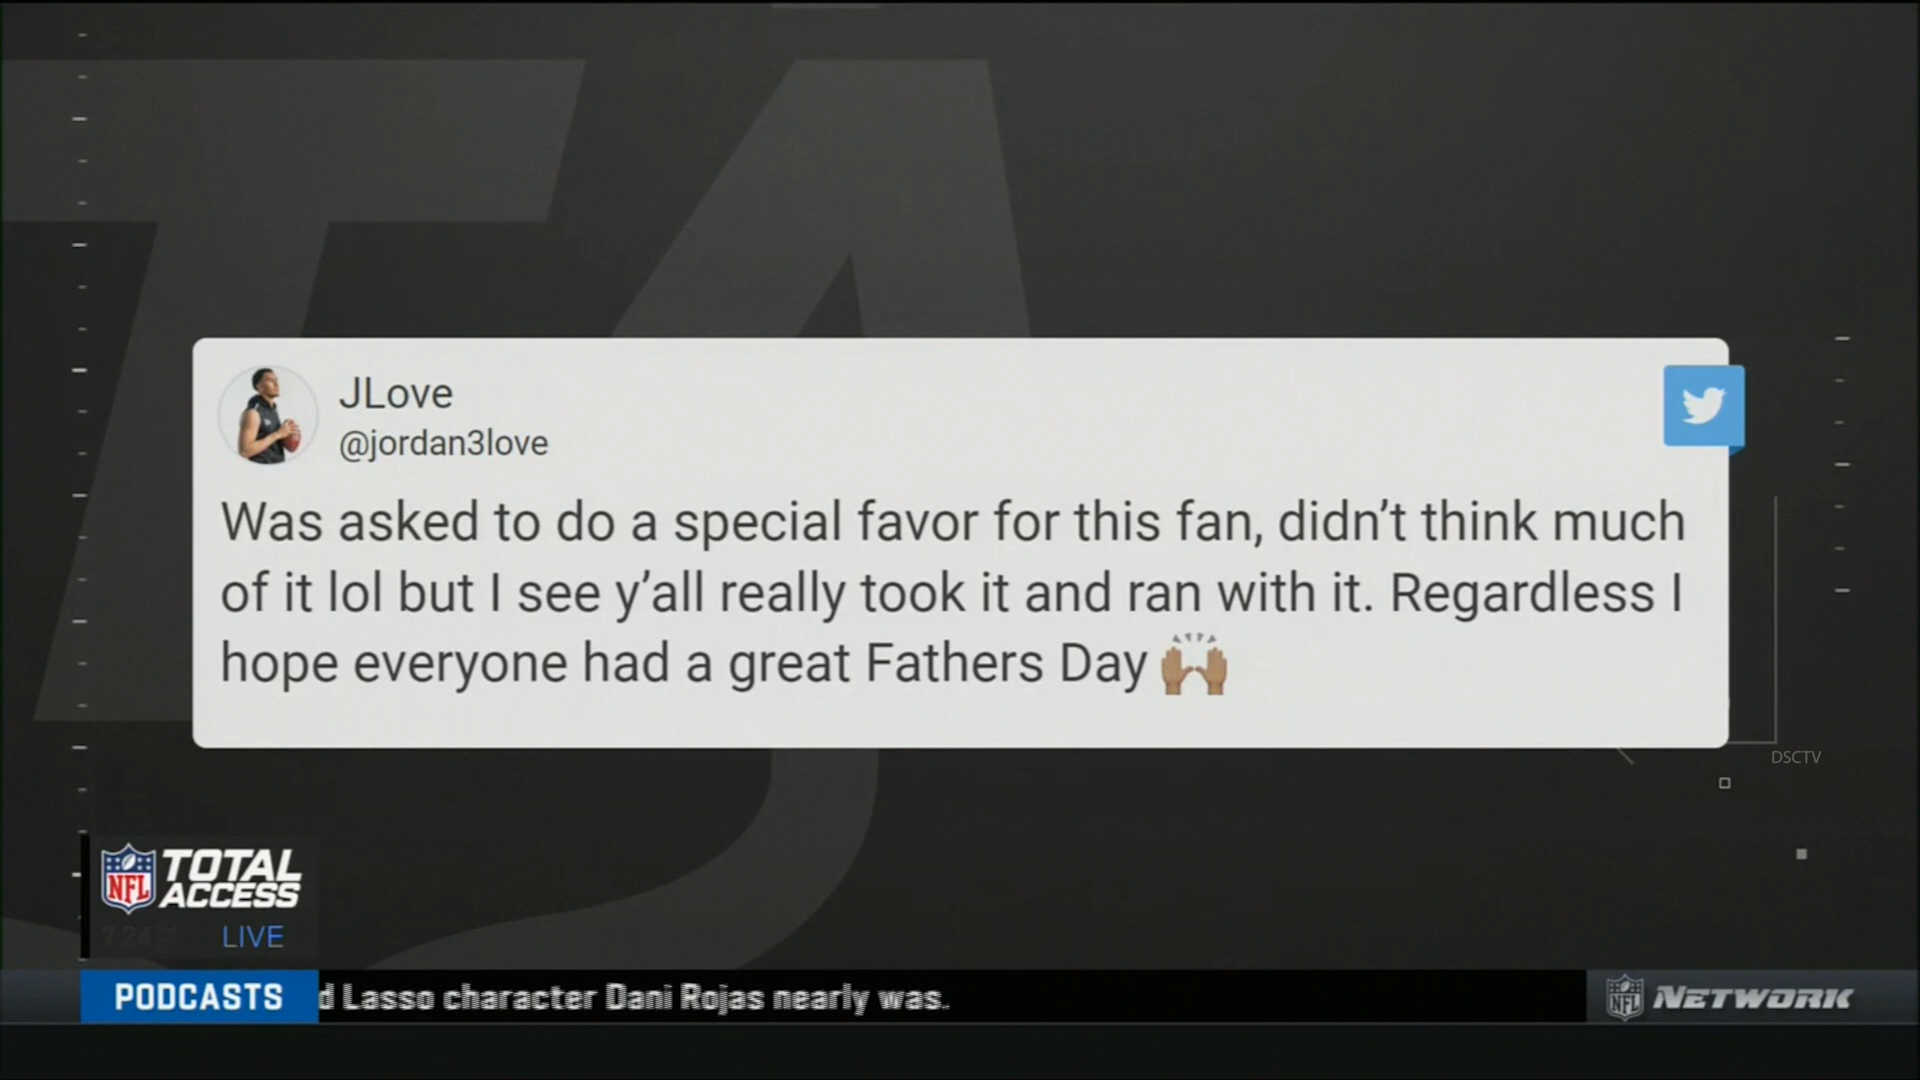 JLove
@jordan3love
Was asked to do a special favor for this fan, didn’t think much
of it lol but I see y’all really took it and ran with it. Regardless I
hope everyone had a great Fathers Day 🙌🏽
DSCTV
NFL
TOTAL
ACCESS
7:24
LIVE
PODCASTS
d Lasso character Dani Rojas nearly was.
NFL NETWORK